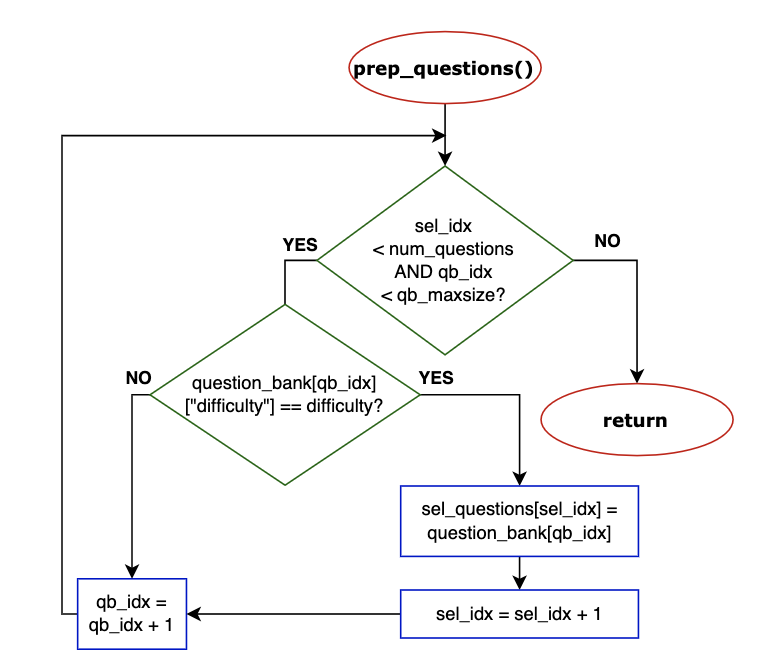 prep_questions()
sel_idx
< num_questions
AND qb_idx
< qb_maxsize?
YES
NO
question_bank[qb_idx]
["difficulty"] == difficulty?
NO
YES
return
sel_questions[sel_idx] =
question_bank[qb_idx]
sel_idx = sel_idx + 1
qb_idx =
qb_idx + 1